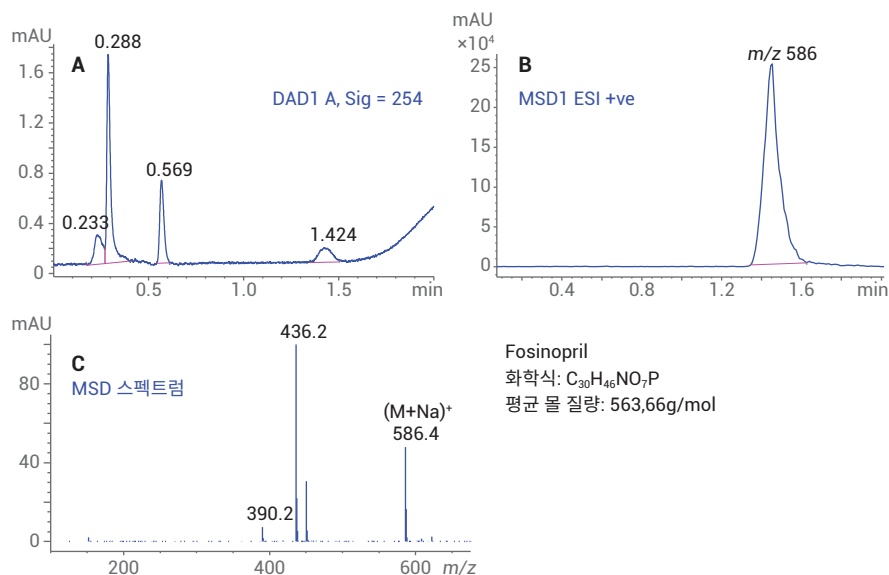 mAU
A
DAD1 A, Sig = 254
0.288
0.233
0.569
1.424
1.6
1.2
0.8
0.4
0
0.5
1.0
1.5
min
mAU
×10⁴
B
MSD1 ESI +ve
m/z 586
25
20
15
10
5
0
0.4
0.8
1.2
1.6
min
mAU
C
MSD 스펙트럼
436.2
(M+Na)⁺
586.4
390.2
80
40
0
200
400
600
m/z
Fosinopril
화학식: C₃₀H₄₆NO₇P
평균 몰 질량: 563,66g/mol